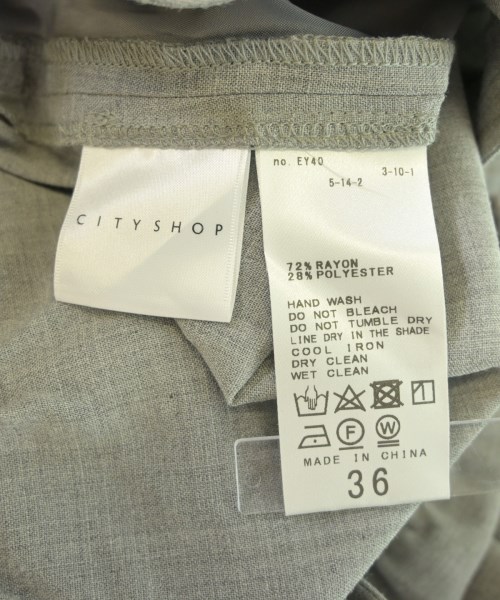 CITYSHOP
no. EY40
3-10-1
5-14-2
72% RAYON
28% POLYESTER
HAND WASH
DO NOT BLEACH
DO NOT TUMBLE DRY
LINE DRY IN THE SHADE
COOL IRON
DRY CLEAN
WET CLEAN
F W
MADE IN CHINA
36